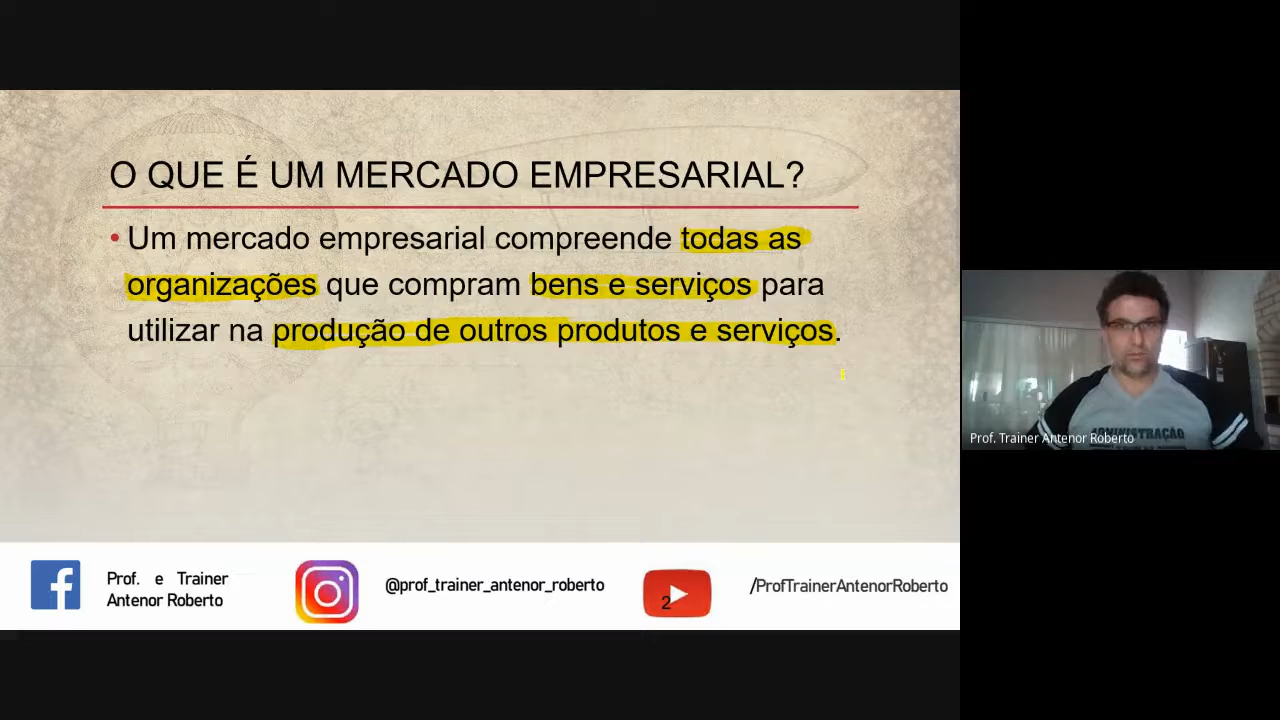 O QUE É UM MERCADO EMPRESARIAL?
• Um mercado empresarial compreende todas as
organizações que compram bens e serviços para
utilizar na produção de outros produtos e serviços.
Prof. e Trainer
Antenor Roberto
@prof_trainer_antenor_roberto
2
/ProfTrainerAntenorRoberto
ADMINISTRAÇÃO
Prof. Trainer Antenor Roberto